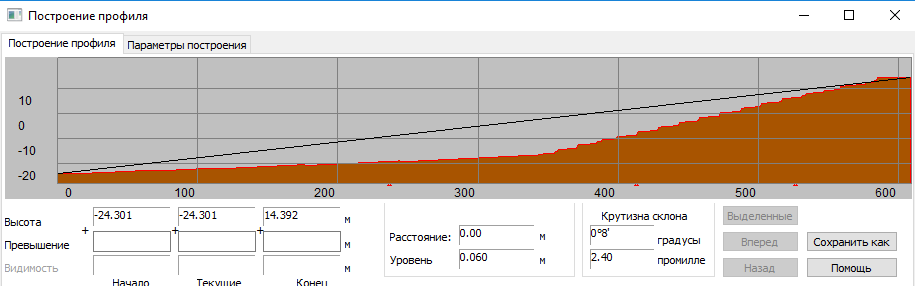 Построение профиля
Построение профиля Параметры построения
10
0
-10
-20
0 100 200 300 400 500 600
Высота -24.301 -24.301 14.392 м
Превышение + + + м
Видимость
Начало Текущие Конец
Расстояние: 0.00 м
Уровень 0.060 м
Крутизна склона
0°8' градусы
2.40 промилле
Выделенные
Вперед Сохранить как
Назад Помощь